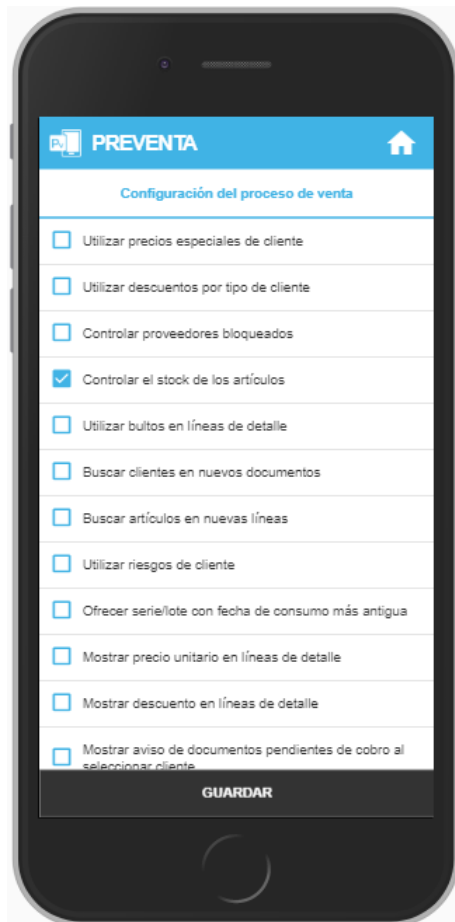 Pv PREVENTA
Configuración del proceso de venta
Utilizar precios especiales de cliente
Utilizar descuentos por tipo de cliente
Controlar proveedores bloqueados
Controlar el stock de los artículos
Utilizar bultos en líneas de detalle
Buscar clientes en nuevos documentos
Buscar artículos en nuevas líneas
Utilizar riesgos de cliente
Ofrecer serie/lote con fecha de consumo más antigua
Mostrar precio unitario en líneas de detalle
Mostrar descuento en líneas de detalle
Mostrar aviso de documentos pendientes de cobro al
seleccionar cliente
GUARDAR